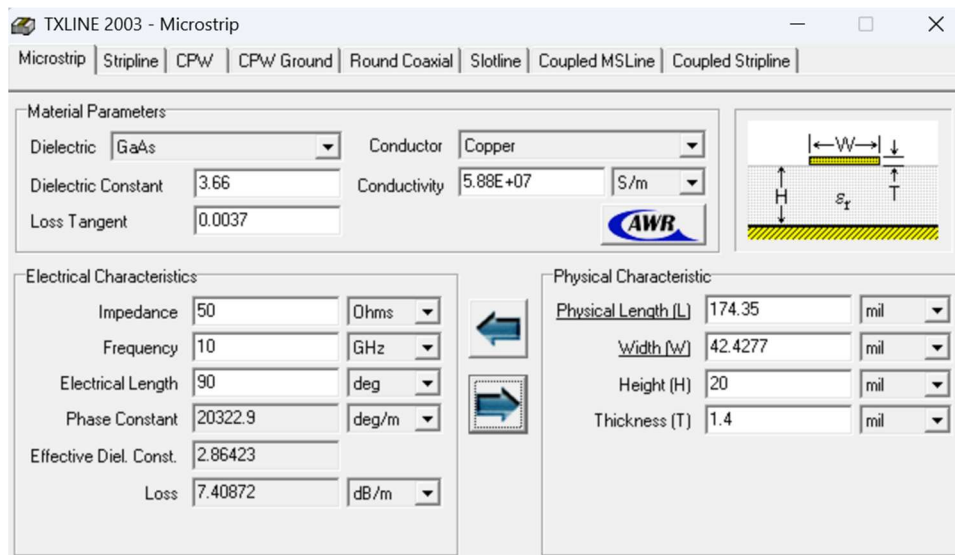 TXLINE 2003 - Microstrip
Microstrip Stripline CPW CPW Ground Round Coaxial Slotline Coupled MSLine Coupled Stripline
Material Parameters
Dielectric GaAs Conductor Copper
Dielectric Constant 3.66 Conductivity 5.88E+07 S/m
Loss Tangent 0.0037
AWR
W
H
εr
T
Electrical Characteristics
Impedance 50 Ohms
Frequency 10 GHz
Electrical Length 90 deg
Phase Constant 20322.9 deg/m
Effective Diel. Const. 2.86423
Loss 7.40872 dB/m
Physical Characteristic
Physical Length (L) 174.35 mil
Width (W) 42.4277 mil
Height (H) 20 mil
Thickness (T) 1.4 mil